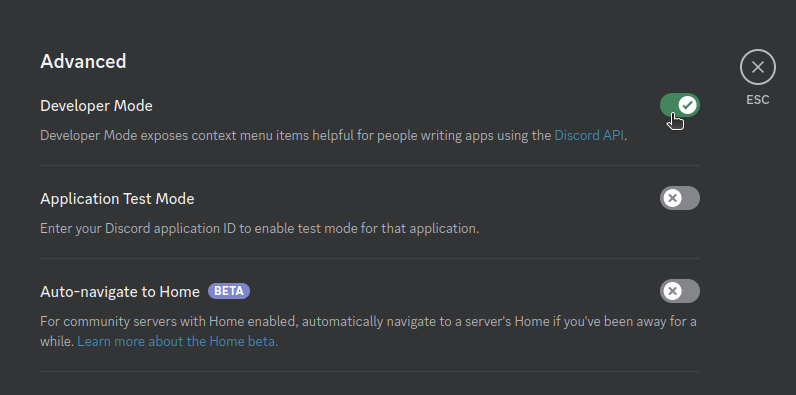 Advanced
Developer Mode
Developer Mode exposes context menu items helpful for people writing apps using the Discord API.
ESC
Application Test Mode
Enter your Discord application ID to enable test mode for that application.
Auto-navigate to Home BETA
For community servers with Home enabled, automatically navigate to a server's Home if you've been away for a
while. Learn more about the Home beta.